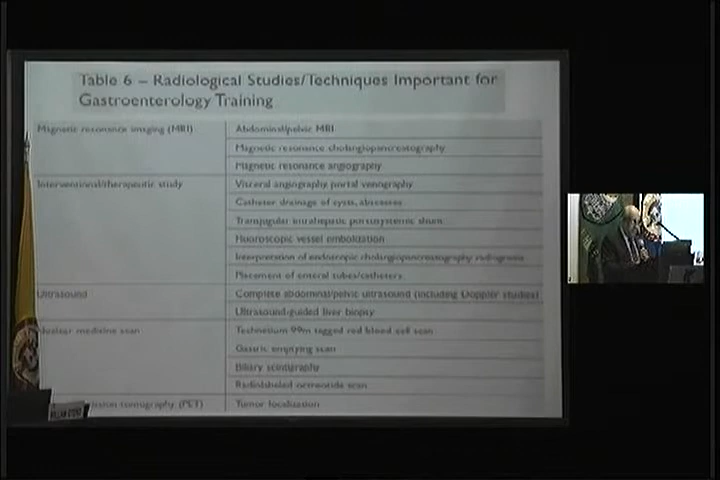 Table 6 – Radiological Studies/Techniques Important for
Gastroenterology Training
Magnetic resonance imaging (MRI)
Abdominal/pelvic MRI
Magnetic resonance cholangiopancreatography
Magnetic resonance angiography
Interventional/therapeutic study
Visceral angiography portal venography
Catheter drainage of cysts, abscesses
Transjugular intrahepatic portosystemic shunt
Fluoroscopic vessel embolization
Interpretation of endoscopic cholangiopancreatography radiograms
Placement of enteral tubes/catheters
Ultrasound
Complete abdominal/pelvic ultrasound (including Doppler studies)
Ultrasound-guided liver biopsy
Nuclear medicine scan
Technetium 99m tagged red blood cell scan
Gastric emptying scan
Biliary scintigraphy
Radiolabeled octreotide scan
tomography (PET)
Tumor localization